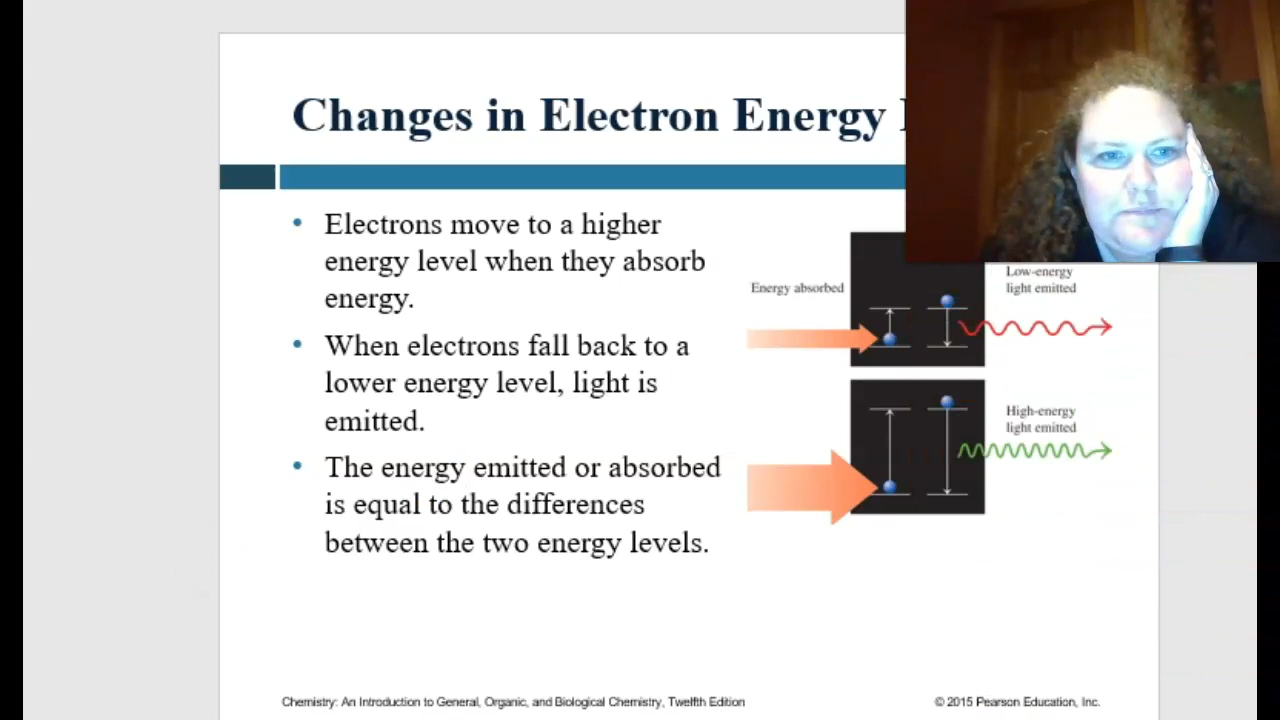 Changes in Electron Energy
• Electrons move to a higher
energy level when they absorb
energy.
• When electrons fall back to a
lower energy level, light is
emitted.
• The energy emitted or absorbed
is equal to the differences
between the two energy levels.
Energy absorbed
Low-energy
light emitted
High-energy
light emitted
Chemistry: An Introduction to General, Organic, and Biological Chemistry, Twelfth Edition
© 2015 Pearson Education, Inc.